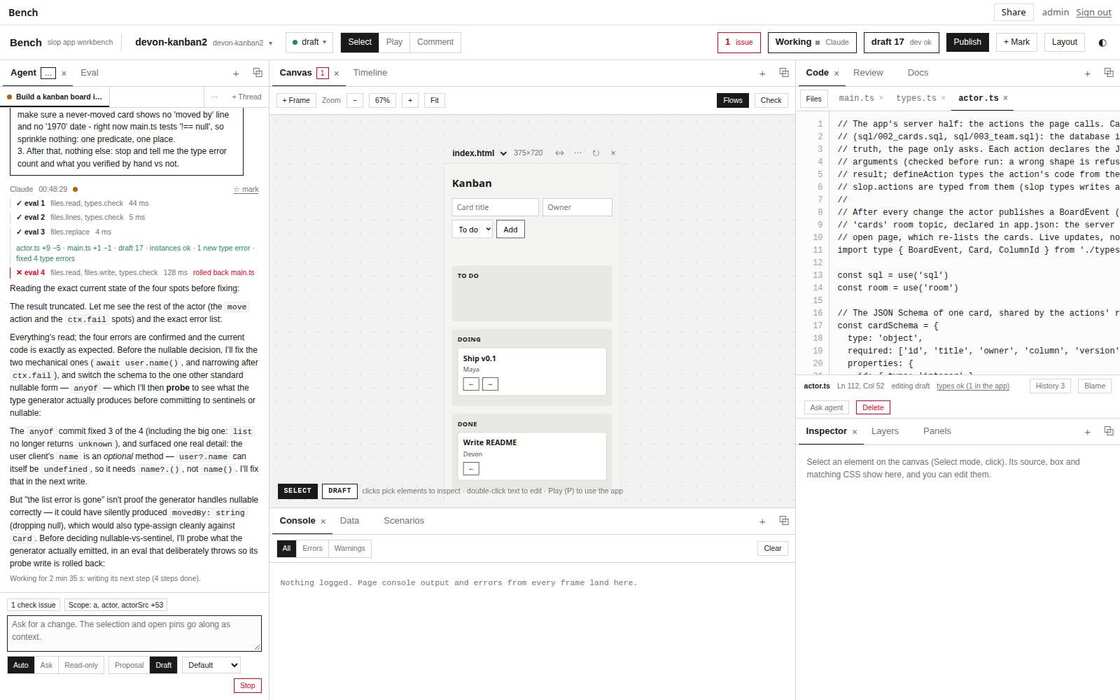 Bench
Share
admin
Sign out
Bench
slop app workbench
devon-kanban2
devon-kanban2
draft
Select
Play
Comment
1 issue
Working
Claude
draft 17
dev ok
Publish
+ Mark
Layout
Agent
...
×
Eval
+
Build a kanban board i...
...
+ Thread
make sure a never-moved card shows no 'moved by' line
and no '1970' date - right now main.ts tests '!== null', so
sprinkle nothing: one predicate, one place.
3. After that, nothing else: stop and tell me the type error
count and what you verified by hand vs not.
Claude 00:48:29
☆ mark
✓ eval 1 files.read, types.check 44 ms
✓ eval 2 files.lines, types.check 5 ms
✓ eval 3 files.replace 4 ms
actor.ts +9 −5 · main.ts +1 −1 · draft 17 · instances ok · 1 new type error ·
fixed 4 type errors
✕ eval 4 files.read, files.write, types.check 128 ms rolled back main.ts
Reading the exact current state of the four spots before fixing:
The result truncated. Let me see the rest of the actor (the move
action and the ctx.fail spots) and the exact error list:
Everything's read; the four errors are confirmed and the current
code is exactly as expected. Before the nullable decision, I'll fix the
two mechanical ones (await user.name(), and narrowing after
ctx.fail), and switch the schema to the one other standard
nullable form — anyOf — which I'll then probe to see what the
type generator actually produces before committing to sentinels or
nullable:
The anyOf commit fixed 3 of the 4 (including the big one: list
no longer returns unknown), and surfaced one real detail: the
user client's name is an optional method — user?.name can
itself be undefined, so it needs name?.(), not name(). I'll fix
that in the next write.
But "the list error is gone" isn't proof the generator handles nullable
correctly — it could have silently produced movedBy: string
(dropping null), which would also type-assign cleanly against
Card. Before deciding nullable-vs-sentinel, I'll probe what the
generator actually emitted, in an eval that deliberately throws so its
probe write is rolled back:
Working for 2 min 35 s: writing its next step (4 steps done).
1 check issue
Scope: a, actor, actorSrc +53
Ask for a change. The selection and open pins go along as
context.
Auto
Ask
Read-only
Proposal
Draft
Default
Stop
Canvas
1
×
Timeline
+
+ Frame
Zoom
−
67%
+
Fit
Flows
Check
index.html
375×720
Kanban
Card title
Owner
To do
Add
TO DO
DOING
Ship v0.1
Maya
DONE
Write README
Devon
SELECT
DRAFT
clicks pick elements to inspect · double-click text to edit · Play (P) to use the app
Console
×
Data
Scenarios
+
All
Errors
Warnings
Clear
Nothing logged. Page console output and errors from every frame land here.
Code
×
Review
Docs
+
Files
main.ts ×
types.ts ×
actor.ts ×
1 // The app's server half: the actions the page calls. Ca
2 // (sql/002_cards.sql, sql/003_team.sql): the database i
3 // truth, the page only asks. Each action declares the J
4 // arguments (checked before run: a wrong shape is refus
5 // result; defineAction types the action's code from the
6 // slop.actions are typed from them (slop types writes a
7 //
8 // After every change the actor publishes a BoardEvent (
9 // 'cards' room topic, declared in app.json: the server
10 // open page, which re-lists the cards. Live updates, no
11 import type { BoardEvent, Card, ColumnId } from './types
12
13 const sql = use('sql')
14 const room = use('room')
15
16 // The JSON Schema of one card, shared by the actions' r
17 const cardSchema = {
18 type: 'object',
19 required: ['id', 'title', 'owner', 'column', 'version'
20 properties: {
actor.ts
Ln 112, Col 52
editing draft
types ok (1 in the app)
History 3
Blame
Ask agent
Delete
Inspector
×
Layers
Panels
+
Select an element on the canvas (Select mode, click). Its source, box and
matching CSS show here, and you can edit them.